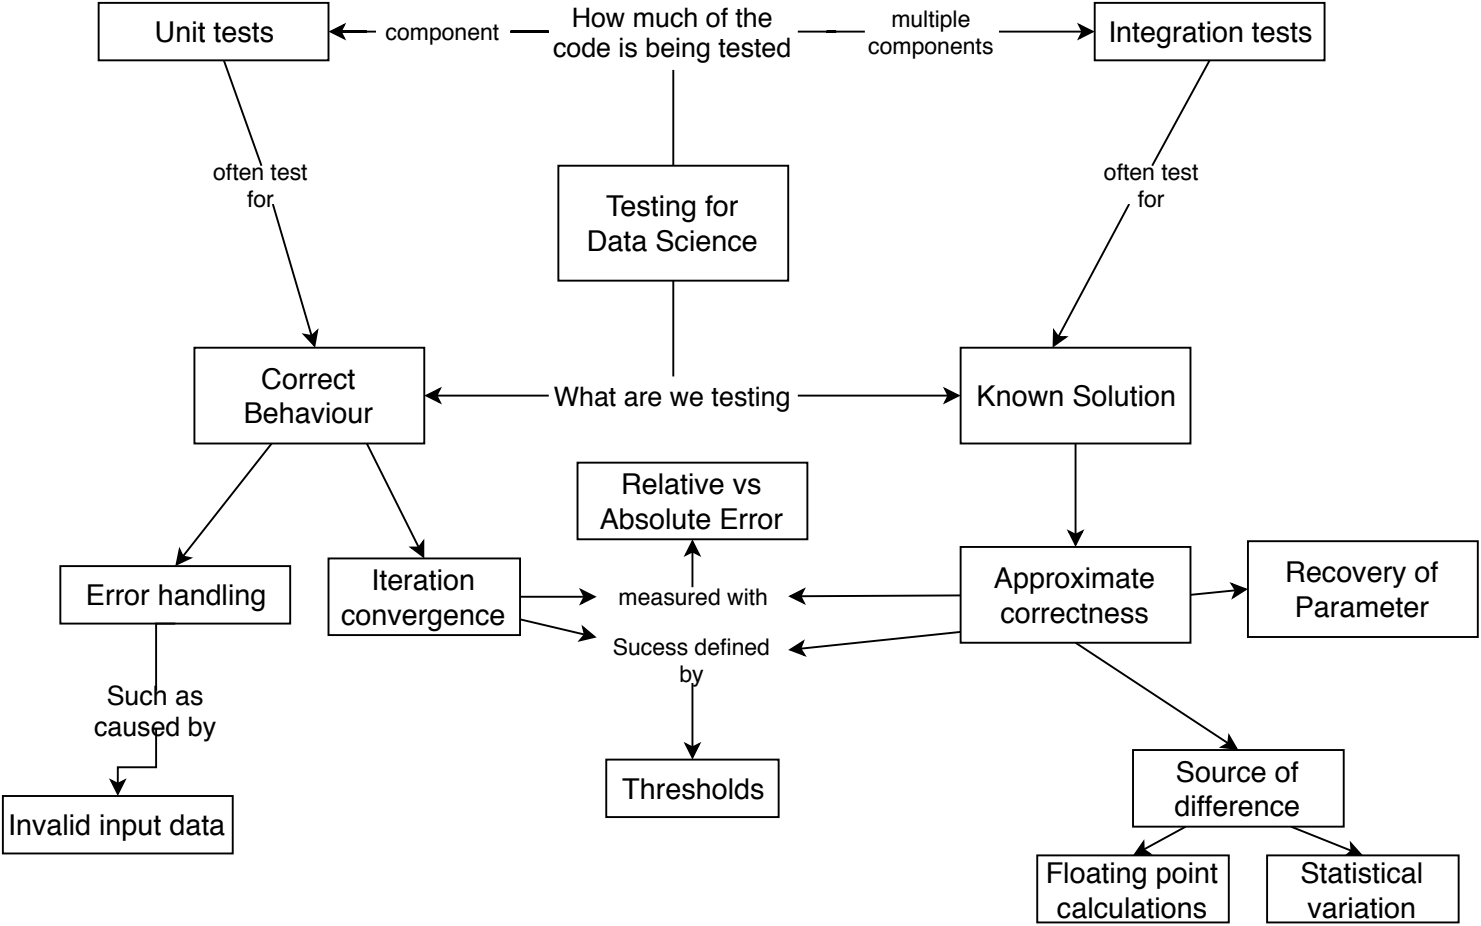 Unit tests
component
How much of the
code is being tested
multiple
components
Integration tests
often test
for
Testing for
Data Science
often test
for
Correct
Behaviour
What are we testing
Known Solution
Relative vs
Absolute Error
Error handling
Iteration
convergence
measured with
Approximate
correctness
Recovery of
Parameter
Sucess defined
by
Such as
caused by
Thresholds
Source of
difference
Invalid input data
Floating point
calculations
Statistical
variation